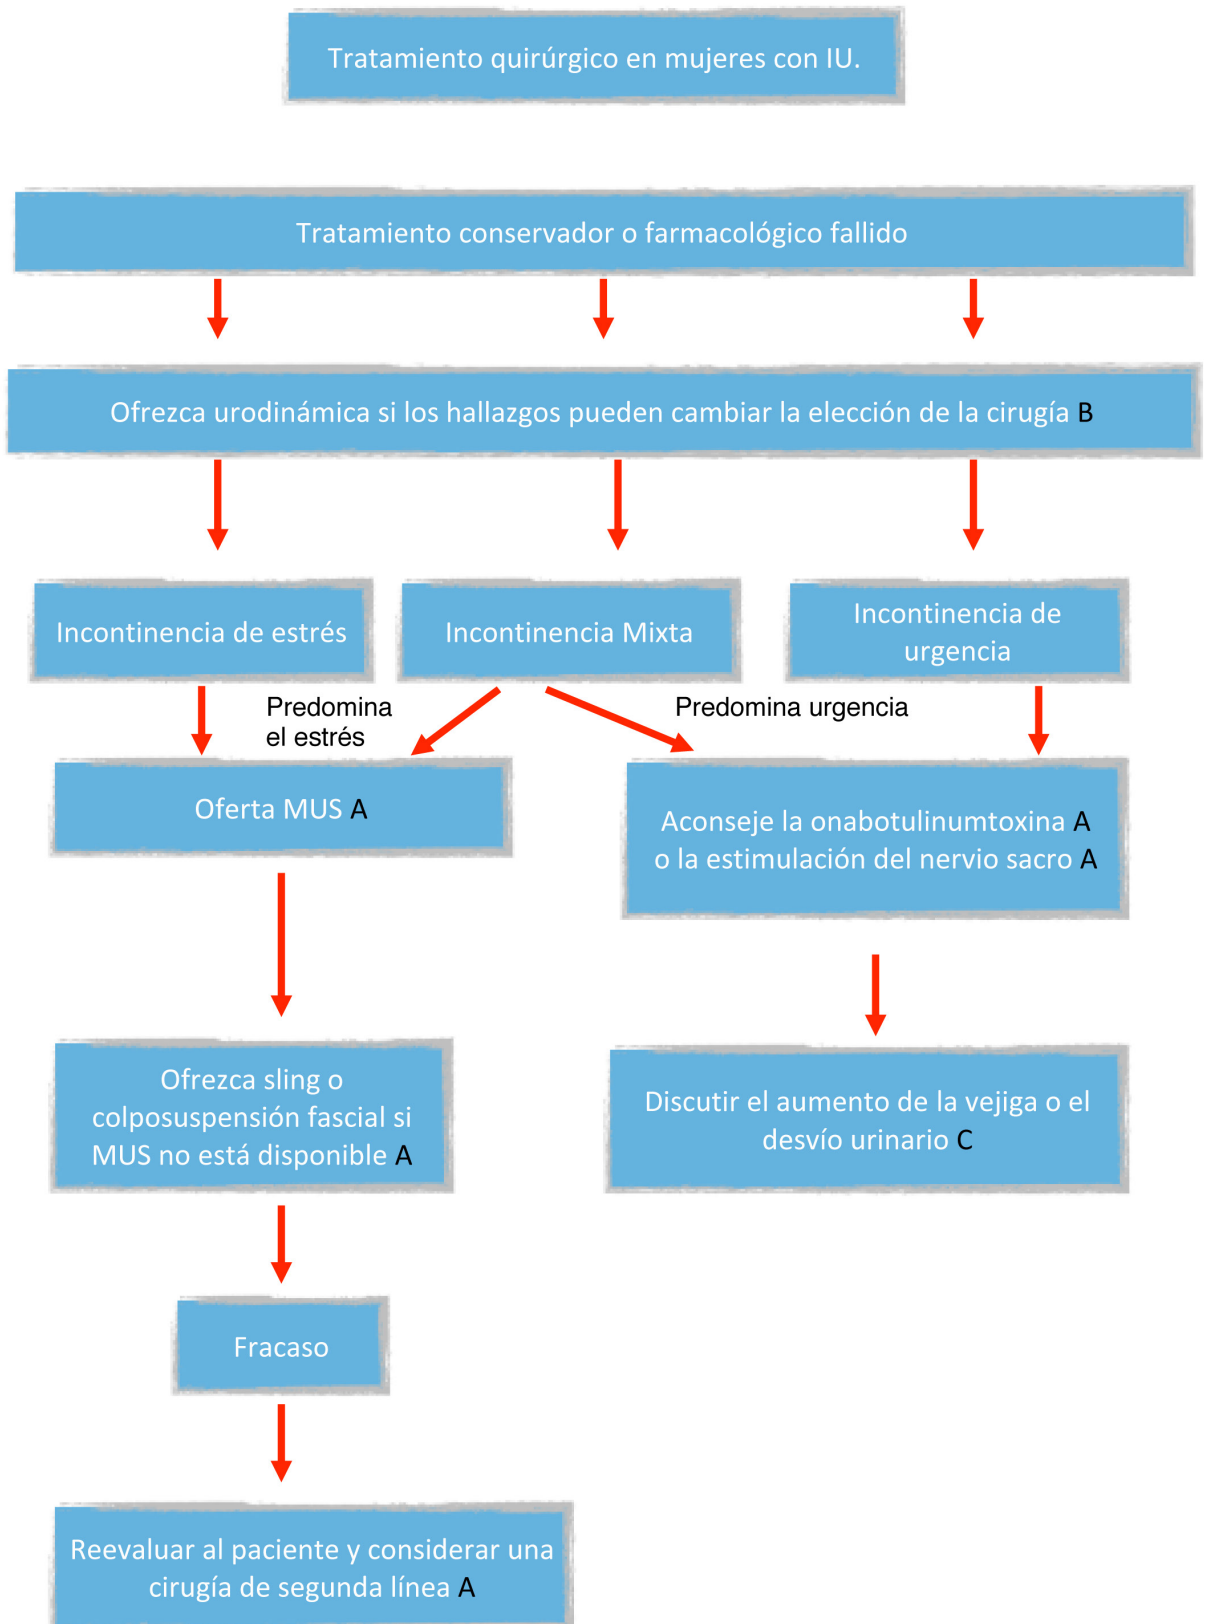 Tratamiento quirúrgico en mujeres con IU.
Tratamiento conservador o farmacológico fallido
Ofrezca urodinámica si los hallazgos pueden cambiar la elección de la cirugía B
Incontinencia de estrés
Incontinencia Mixta
Incontinencia de
urgencia
Predomina
el estrés
Predomina urgencia
Oferta MUS A
Aconseje la onabotulinumtoxina A
o la estimulación del nervio sacro A
Ofrezca sling o
colposuspensión fascial si
MUS no está disponible A
Discutir el aumento de la vejiga o el
desvío urinario C
Fracaso
Reevaluar al paciente y considerar una
cirugía de segunda línea A